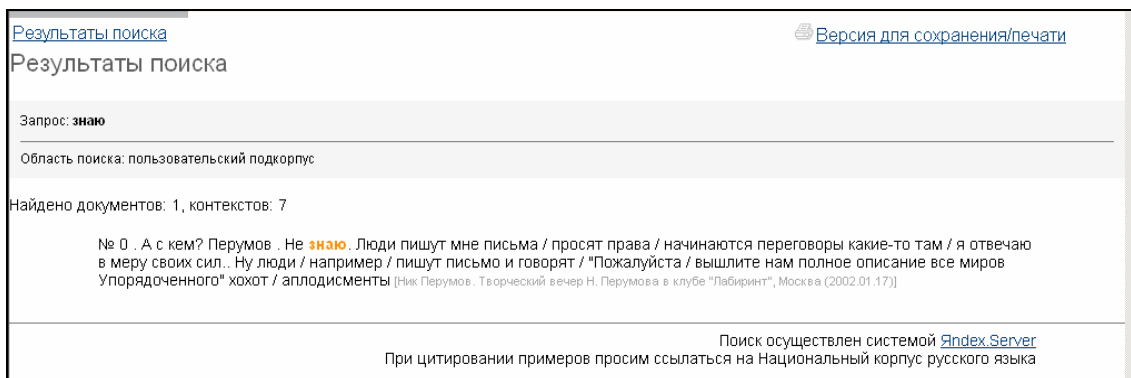 Результаты поиска
Версия для сохранения/печати
Результаты поиска
Запрос: знаю
Область поиска: пользовательский подкорпус
Найдено документов: 1, контекстов: 7
№ 0 . А с кем? Перумов . Не знаю. Люди пишут мне письма / просят права / начинаются переговоры какие-то там / я отвечаю
в меру своих сил.. Ну люди / например / пишут письмо и говорят / "Пожалуйста / вышлите нам полное описание все миров
Упорядоченного" хохот / аплодисменты [Ник Перумов. Творческий вечер Н. Перумова в клубе "Лабиринт", Москва (2002.01.17)]
Поиск осуществлен системой Яndex.Server
При цитировании примеров просим ссылаться на Национальный корпус русского языка